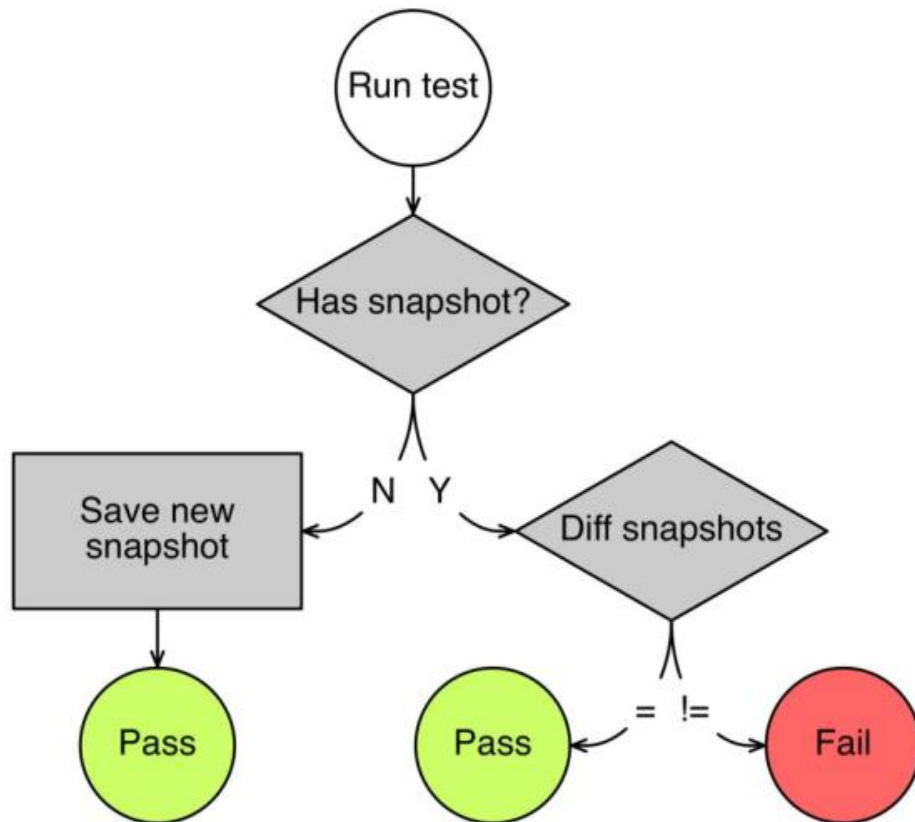 Run test
Has snapshot?
N
Y
Save new
snapshot
Diff snapshots
=
!=
Pass
Pass
Fail